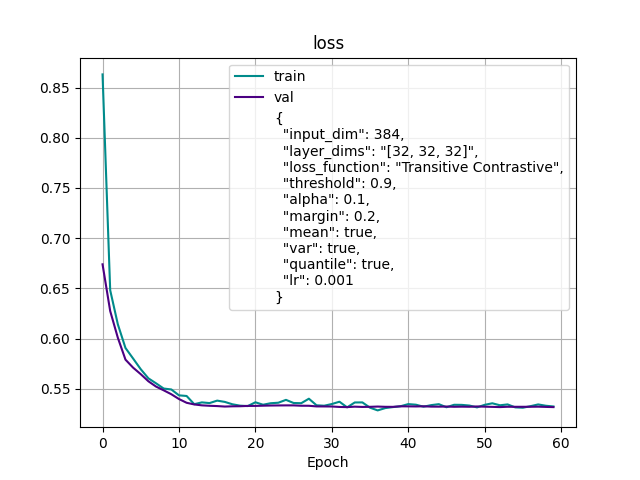 loss
train
val
{
"input_dim": 384,
"layer_dims": "[32, 32, 32]",
"loss_function": "Transitive Contrastive",
"threshold": 0.9,
"alpha": 0.1,
"margin": 0.2,
"mean": true,
"var": true,
"quantile": true,
"lr": 0.001
}
0.85
0.80
0.75
0.70
0.65
0.60
0.55
0 10 20 30 40 50 60
Epoch